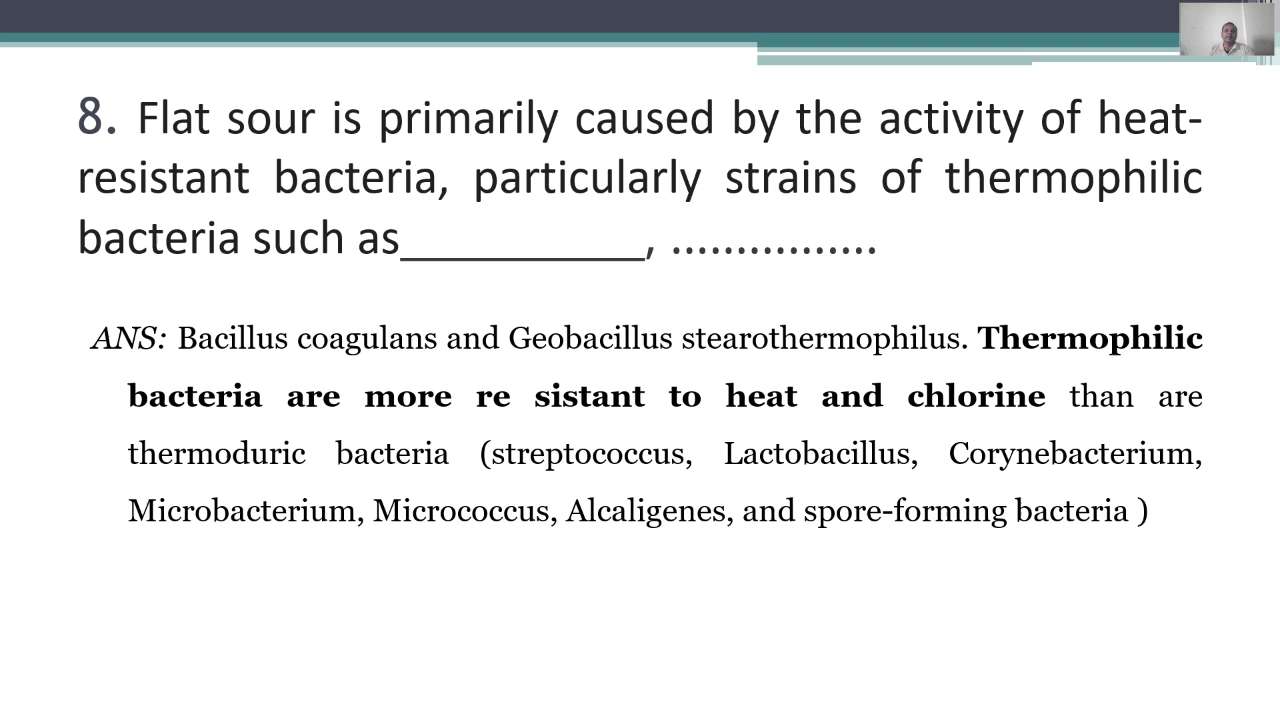 8. Flat sour is primarily caused by the activity of heat-
resistant bacteria, particularly strains of thermophilic
bacteria such as__________, ................
ANS: Bacillus coagulans and Geobacillus stearothermophilus. Thermophilic
bacteria are more re sistant to heat and chlorine than are
thermoduric bacteria (streptococcus, Lactobacillus, Corynebacterium,
Microbacterium, Micrococcus, Alcaligenes, and spore-forming bacteria )